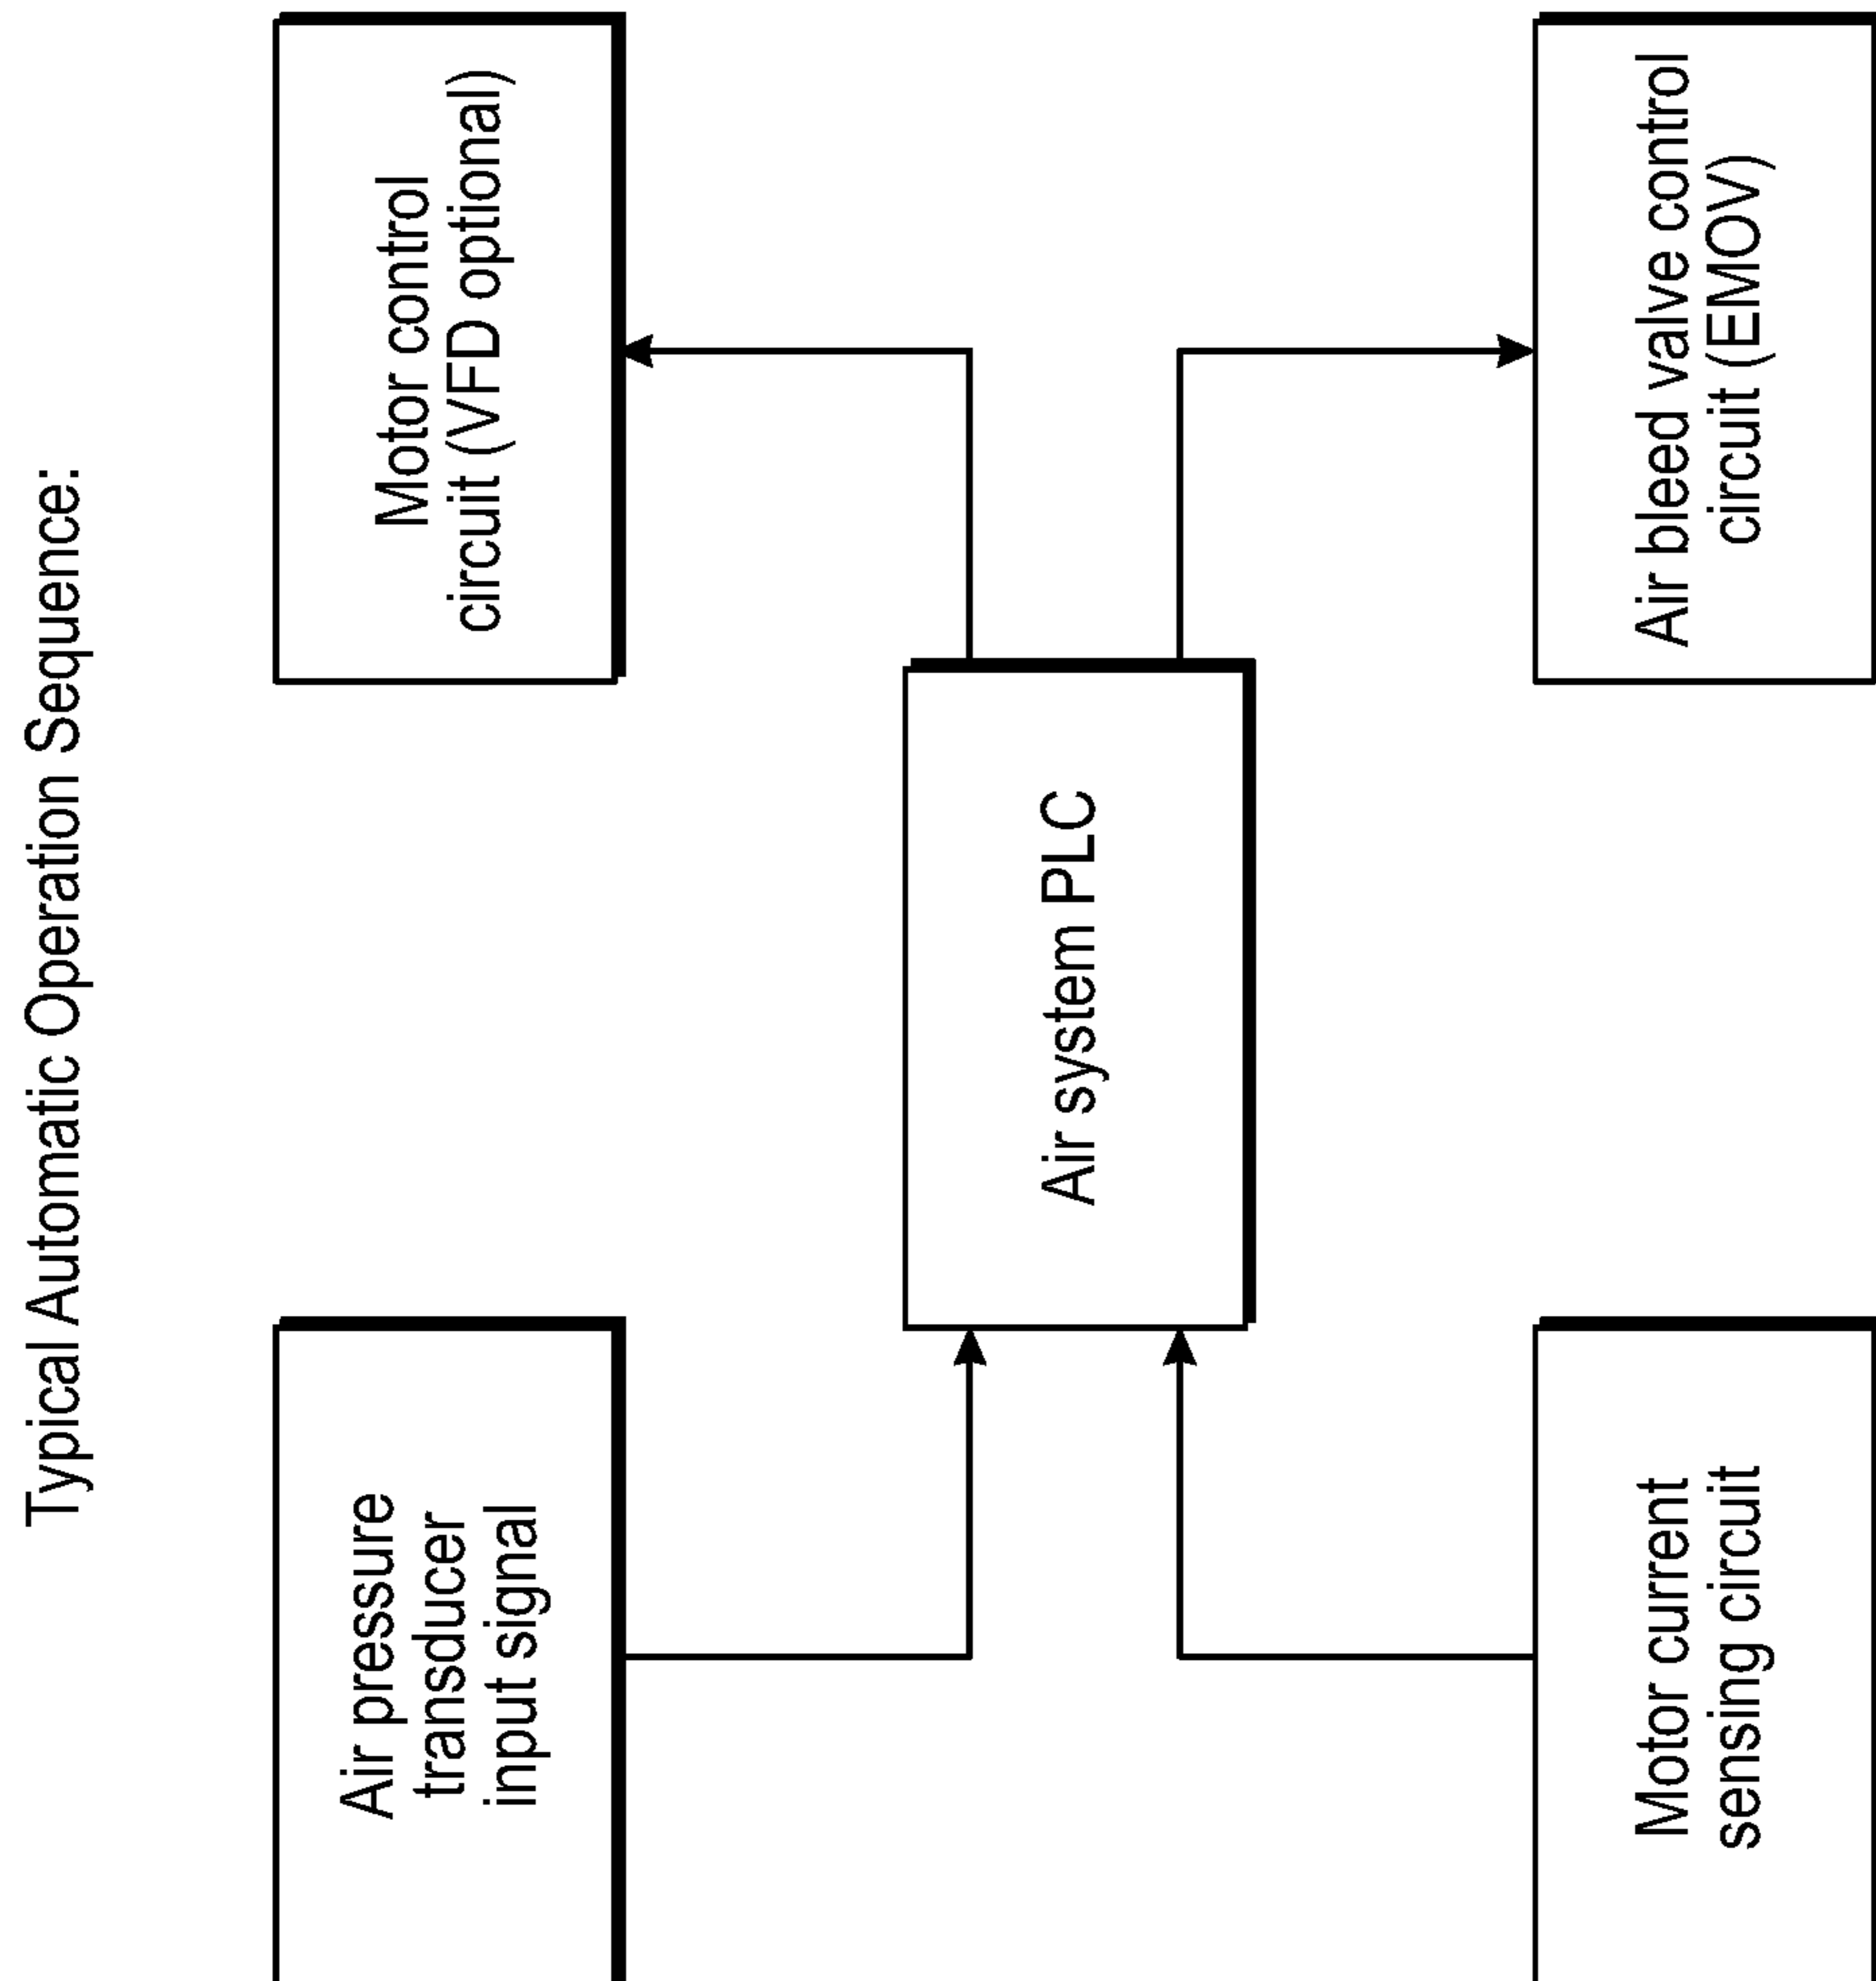 Typical Automatic Operation Sequence:
Air pressure
transducer
input signal
Motor control
circuit (VFD optional)
Air system PLC
Motor current
sensing circuit
Air bleed valve control
circuit (EMOV)